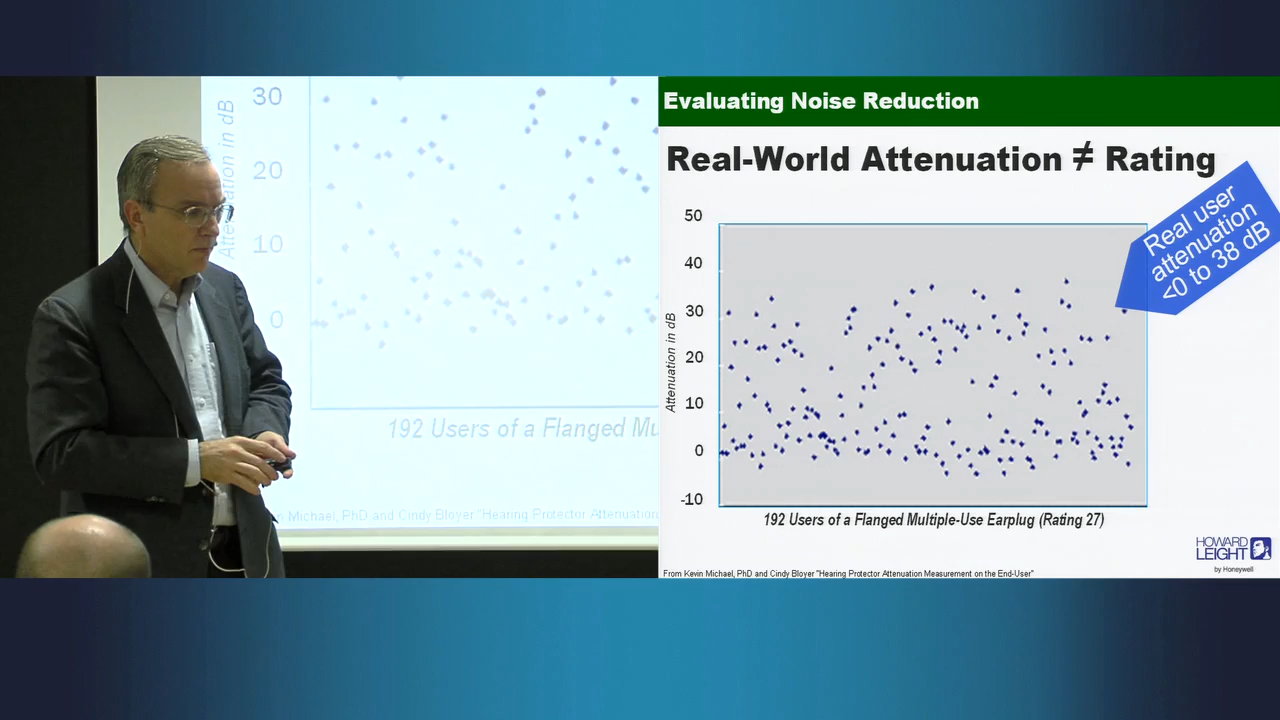 30
20
10
0
Attenuation in dB
192 Users of a Flanged Mu
n Michael, PhD and Cindy Bloyer "Hearing Protector Attenuation
Evaluating Noise Reduction
Real-World Attenuation ≠ Rating
Real user
attenuation
<0 to 38 dB
50
40
30
20
10
0
-10
Attenuation in dB
192 Users of a Flanged Multiple-Use Earplug (Rating 27)
HOWARD
LEIGHT
by Honeywell
From Kevin Michael, PhD and Cindy Bloyer "Hearing Protector Attenuation Measurement on the End-User"